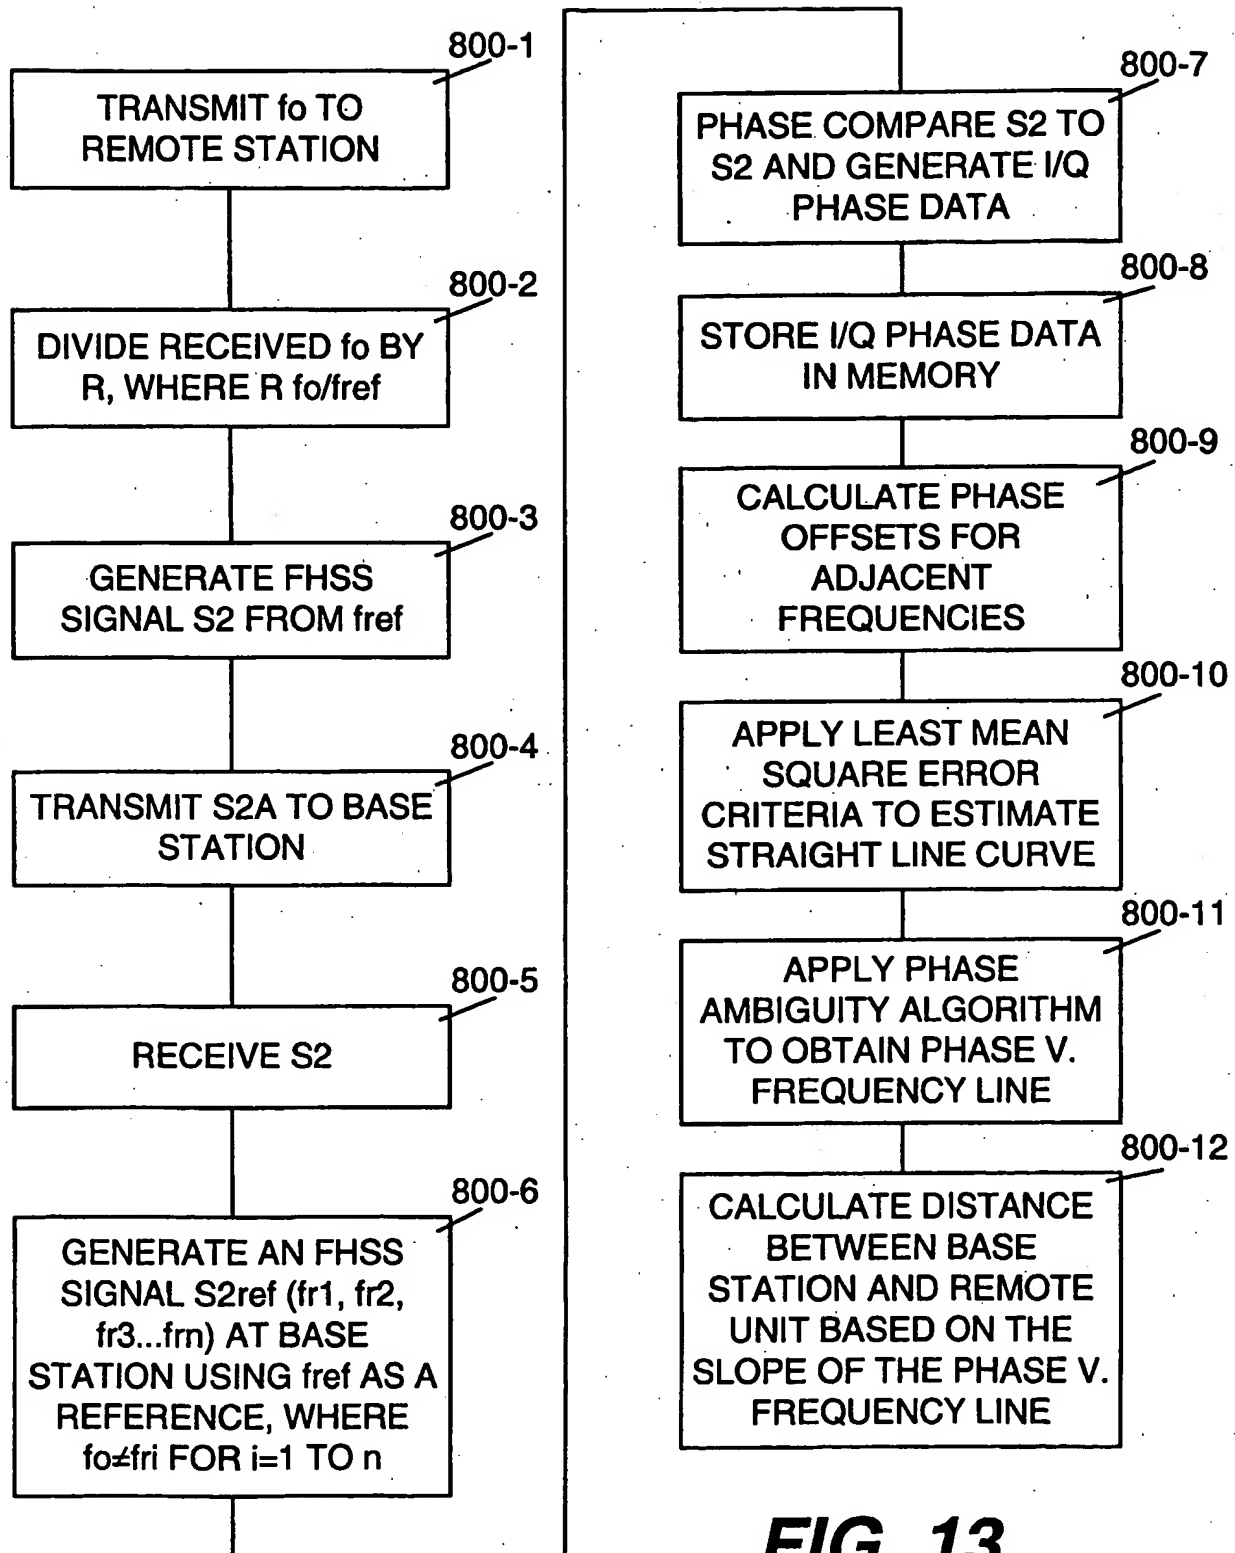 800-1
TRANSMIT fo TO
REMOTE STATION
800-2
DIVIDE RECEIVED fo BY
R, WHERE R fo/fref
800-3
GENERATE FHSS
SIGNAL S2 FROM fref
800-4
TRANSMIT S2A TO BASE
STATION
800-5
RECEIVE S2
800-6
GENERATE AN FHSS
SIGNAL S2ref (fr1, fr2,
fr3...frn) AT BASE
STATION USING fref AS A
REFERENCE, WHERE
fo≠fri FOR i=1 TO n
800-7
PHASE COMPARE S2 TO
S2 AND GENERATE I/Q
PHASE DATA
800-8
STORE I/Q PHASE DATA
IN MEMORY
800-9
CALCULATE PHASE
OFFSETS FOR
ADJACENT
FREQUENCIES
800-10
APPLY LEAST MEAN
SQUARE ERROR
CRITERIA TO ESTIMATE
STRAIGHT LINE CURVE
800-11
APPLY PHASE
AMBIGUITY ALGORITHM
TO OBTAIN PHASE V.
FREQUENCY LINE
800-12
CALCULATE DISTANCE
BETWEEN BASE
STATION AND REMOTE
UNIT BASED ON THE
SLOPE OF THE PHASE V.
FREQUENCY LINE
FIG. 13